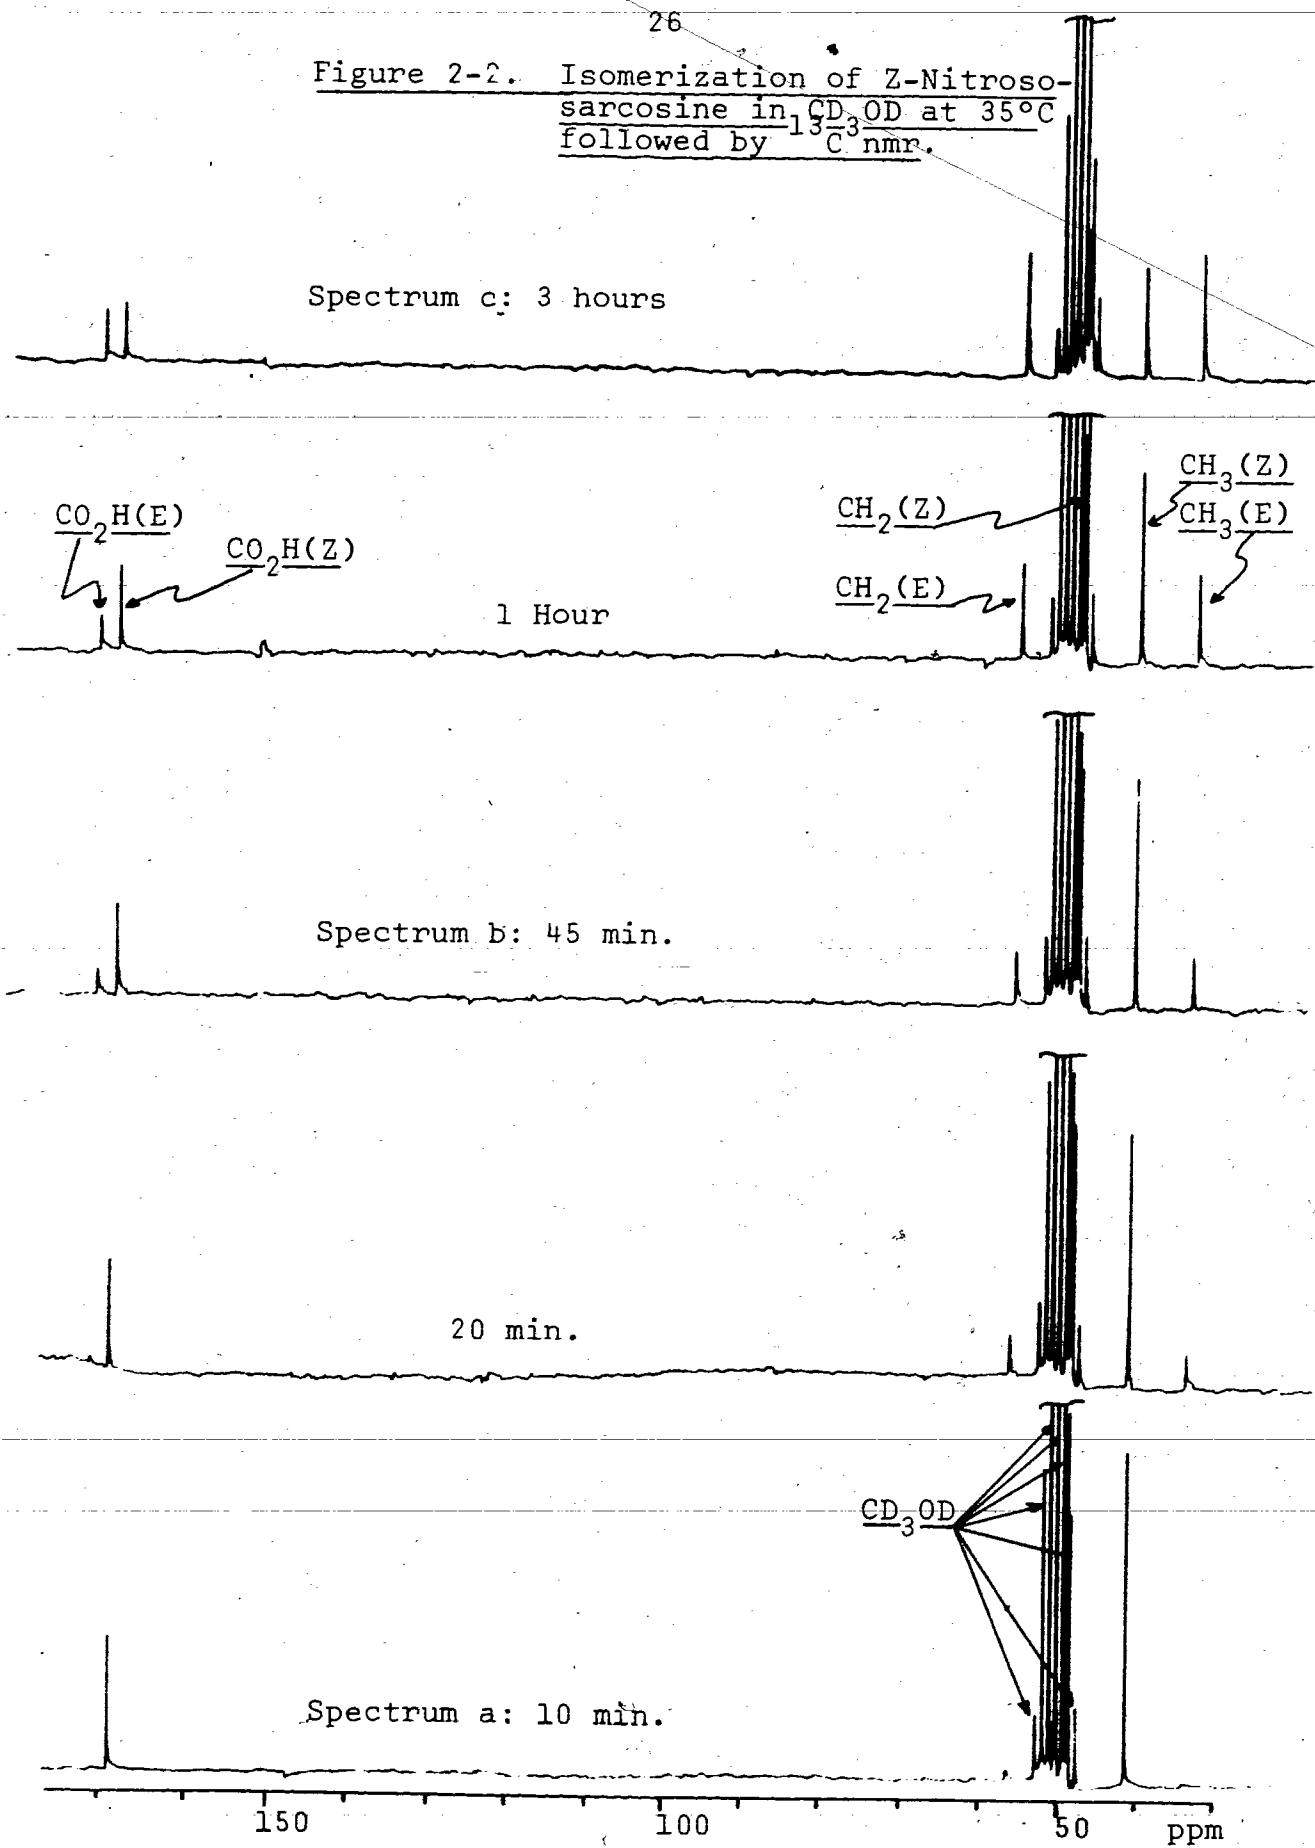 26
Figure 2-2. Isomerization of Z-Nitroso-
sarcosine in CD3OD at 35°C
followed by 13C nmr.
Spectrum c: 3 hours
CO2H(E)
CO2H(Z)
1 Hour
CH2(Z)
CH2(E)
CH3(Z)
CH3(E)
Spectrum b: 45 min.
20 min.
CD3OD
Spectrum a: 10 min.
150 100 50 ppm